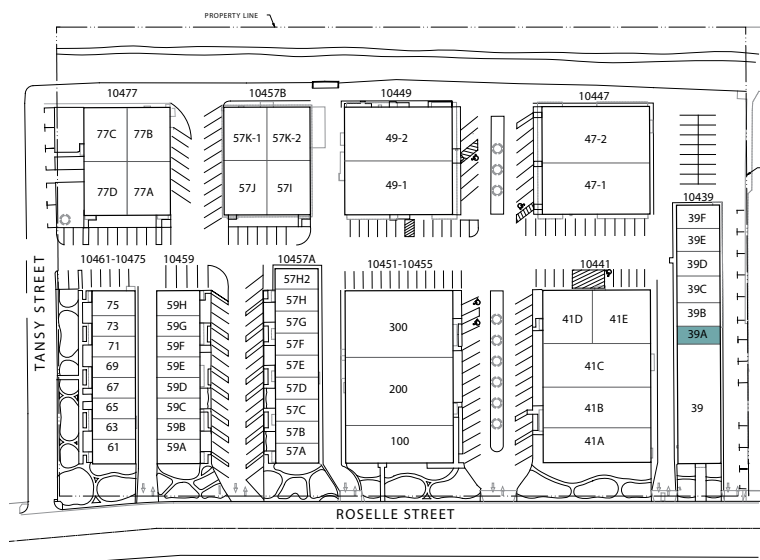 PROPERTY LINE
10477
10457B
10449
10447
77C
77B
77D
77A
57K-1
57K-2
57J
57I
49-2
49-1
47-2
47-1
10439
39F
39E
39D
39C
39B
39A
39
TANSY STREET
10461-10475
75
73
71
69
67
65
63
61
10459
59H
59G
59F
59E
59D
59C
59B
59A
10457A
57H2
57H
57G
57F
57E
57D
57C
57B
57A
10451-10455
300
200
100
10441
41D
41E
41C
41B
41A
ROSELLE STREET